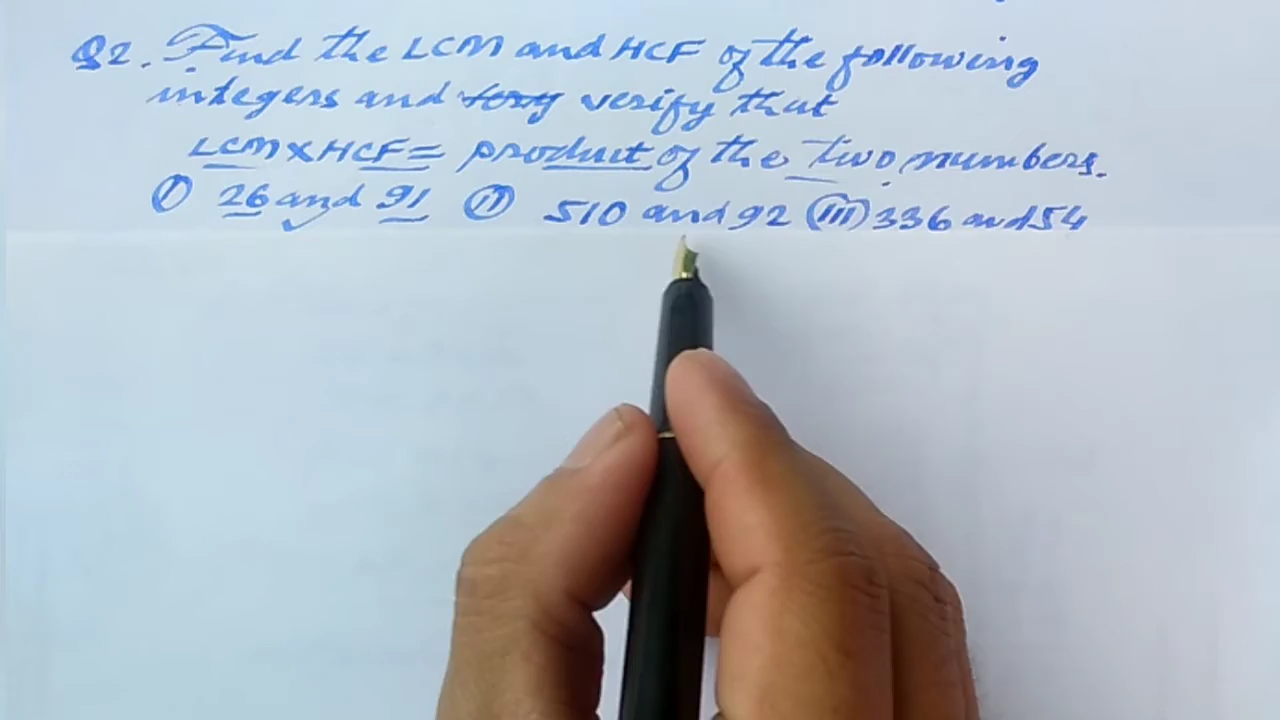 Q2. Find the LCM and HCF of the following
integers and very verify that
LCM x HCF = product of the two numbers.
(i) 26 and 91 (ii) 510 and 92 (iii) 336 and 54